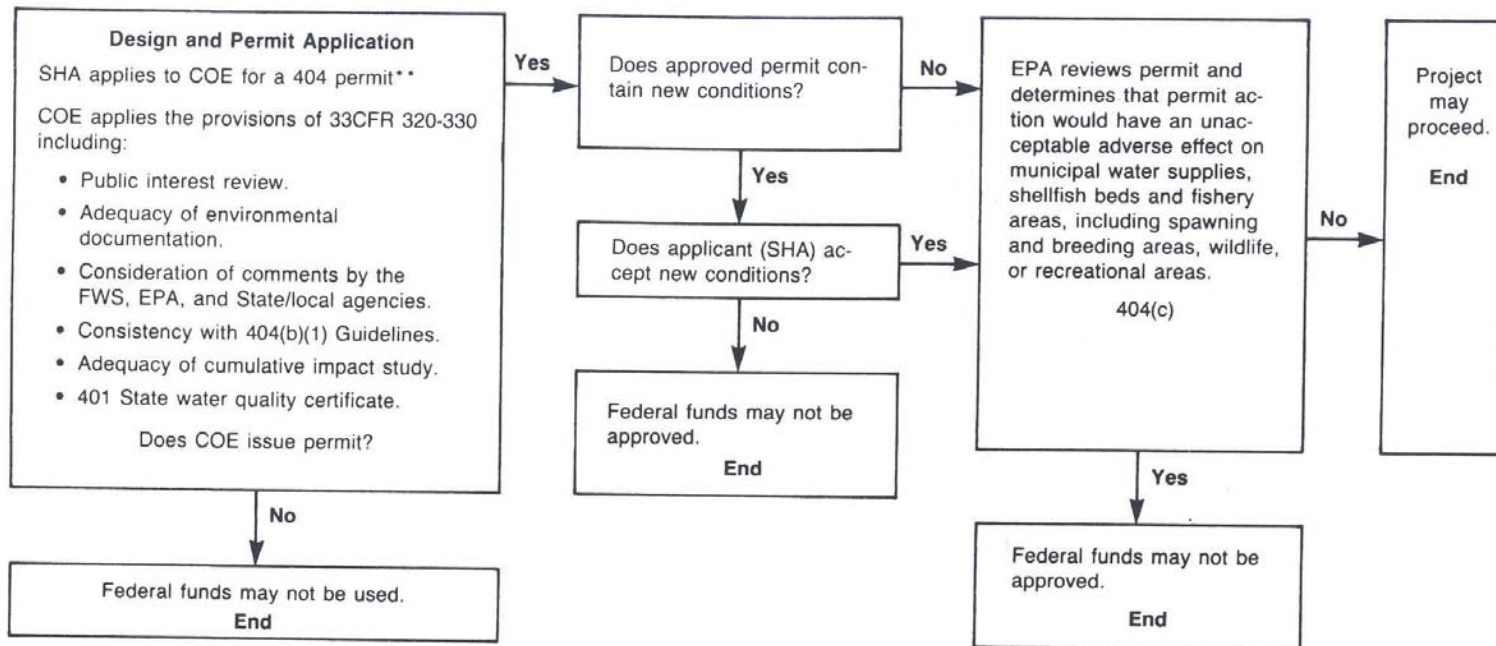 Design and Permit Application
SHA applies to COE for a 404 permit**
COE applies the provisions of 33CFR 320-330
including:
• Public interest review.
• Adequacy of environmental
documentation.
• Consideration of comments by the
FWS, EPA, and State/local agencies.
• Consistency with 404(b)(1) Guidelines.
• Adequacy of cumulative impact study.
• 401 State water quality certificate.
Does COE issue permit?
No
Federal funds may not be used.
End
Yes
Does approved permit con-
tain new conditions?
No
Yes
Does applicant (SHA) ac-
cept new conditions?
Yes
No
Federal funds may not be
approved.
End
EPA reviews permit and
determines that permit ac-
tion would have an unac-
ceptable adverse effect on
municipal water supplies,
shellfish beds and fishery
areas, including spawning
and breeding areas, wildlife,
or recreational areas.
404(c)
No
Yes
Federal funds may not be
approved.
End
Project
may
proceed.
End